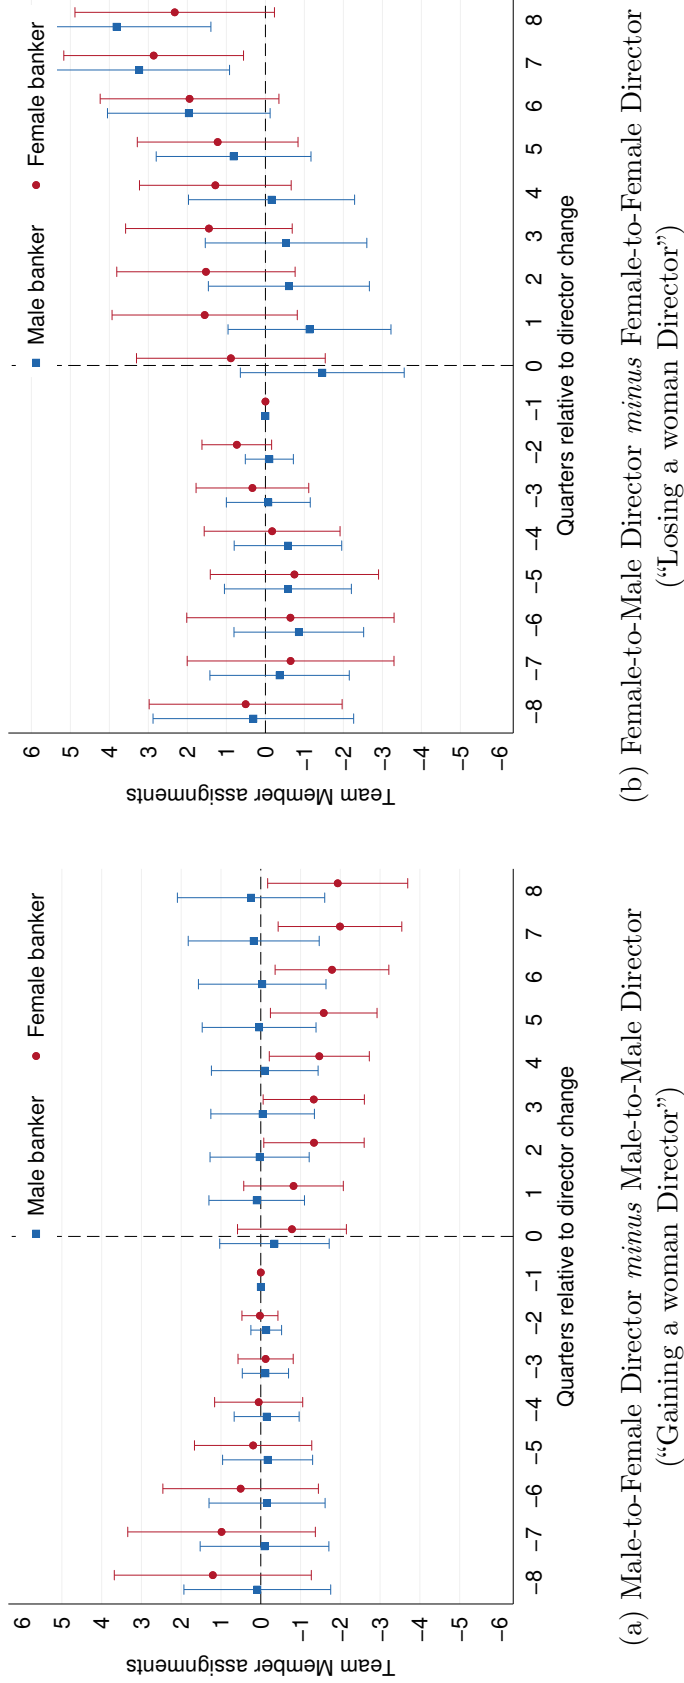 Male banker
Female banker
6
5
4
3
2
1
0
−1
−2
−3
−4
−5
−6
Team Member assignments
−8 −7 −6 −5 −4 −3 −2 −1 0 1 2 3 4 5 6 7 8
Quarters relative to director change
(a) Male-to-Female Director minus Male-to-Male Director
(“Gaining a woman Director”)
Male banker
Female banker
6
5
4
3
2
1
0
−1
−2
−3
−4
−5
−6
Team Member assignments
−8 −7 −6 −5 −4 −3 −2 −1 0 1 2 3 4 5 6 7 8
Quarters relative to director change
(b) Female-to-Male Director minus Female-to-Female Director
(“Losing a woman Director”)